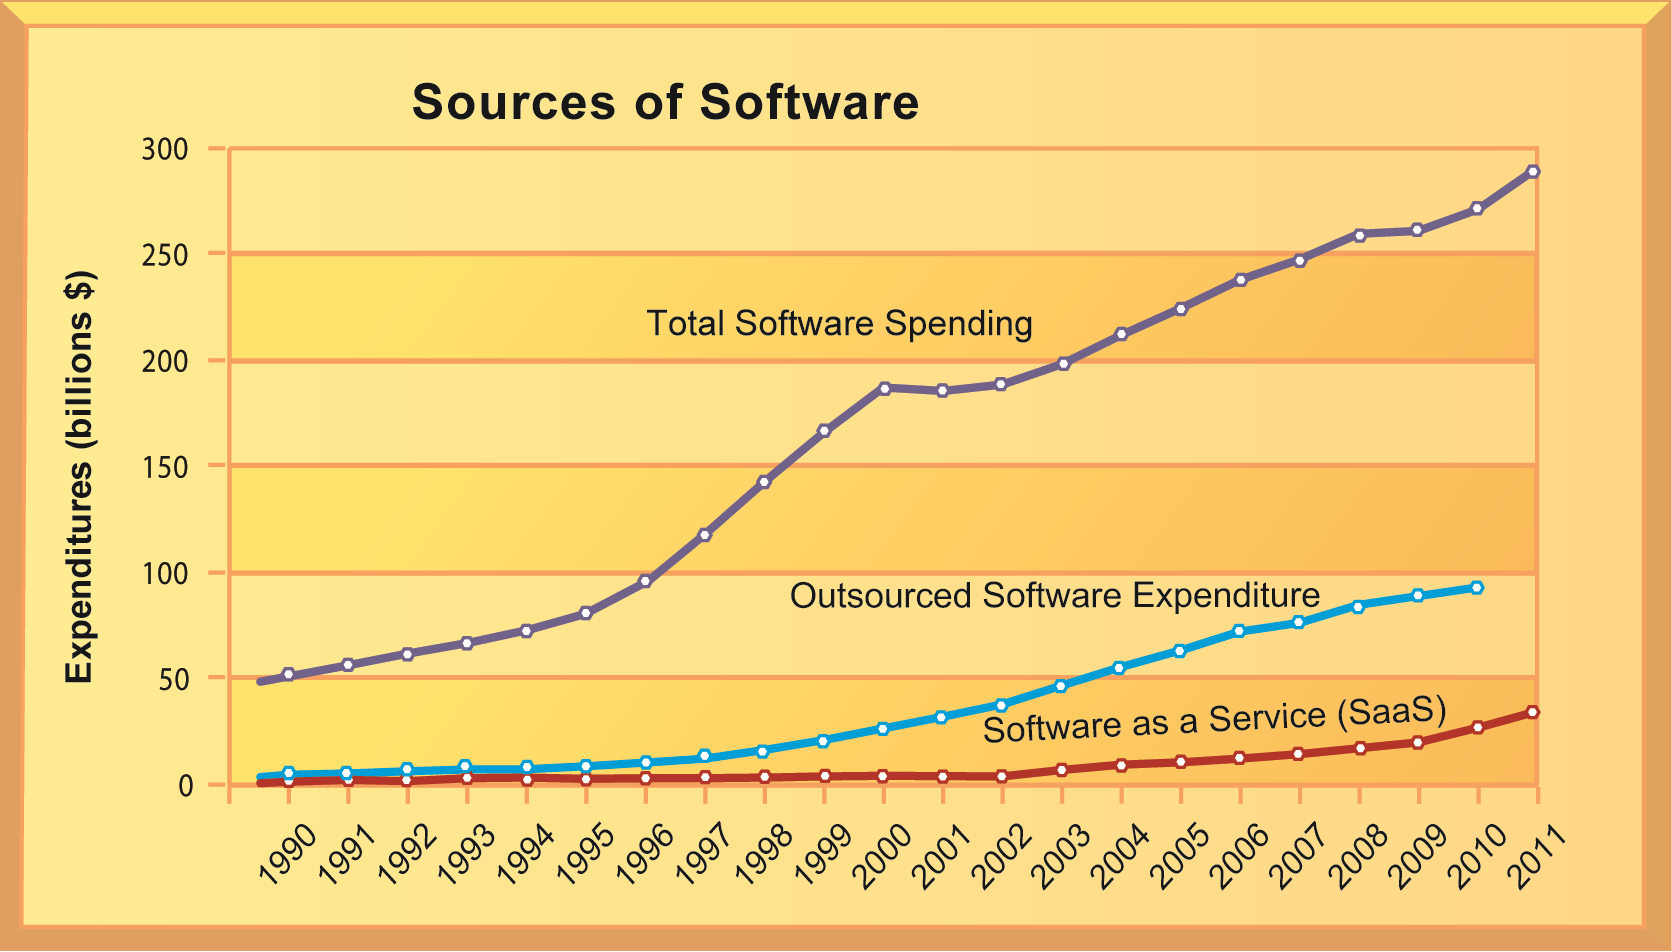 Sources of Software
Expenditures (billions $)
300
250
200
150
100
50
0
Total Software Spending
Outsourced Software Expenditure
Software as a Service (SaaS)
1990 1991 1992 1993 1994 1995 1996 1997 1998 1999 2000 2001 2002 2003 2004 2005 2006 2007 2008 2009 2010 2011